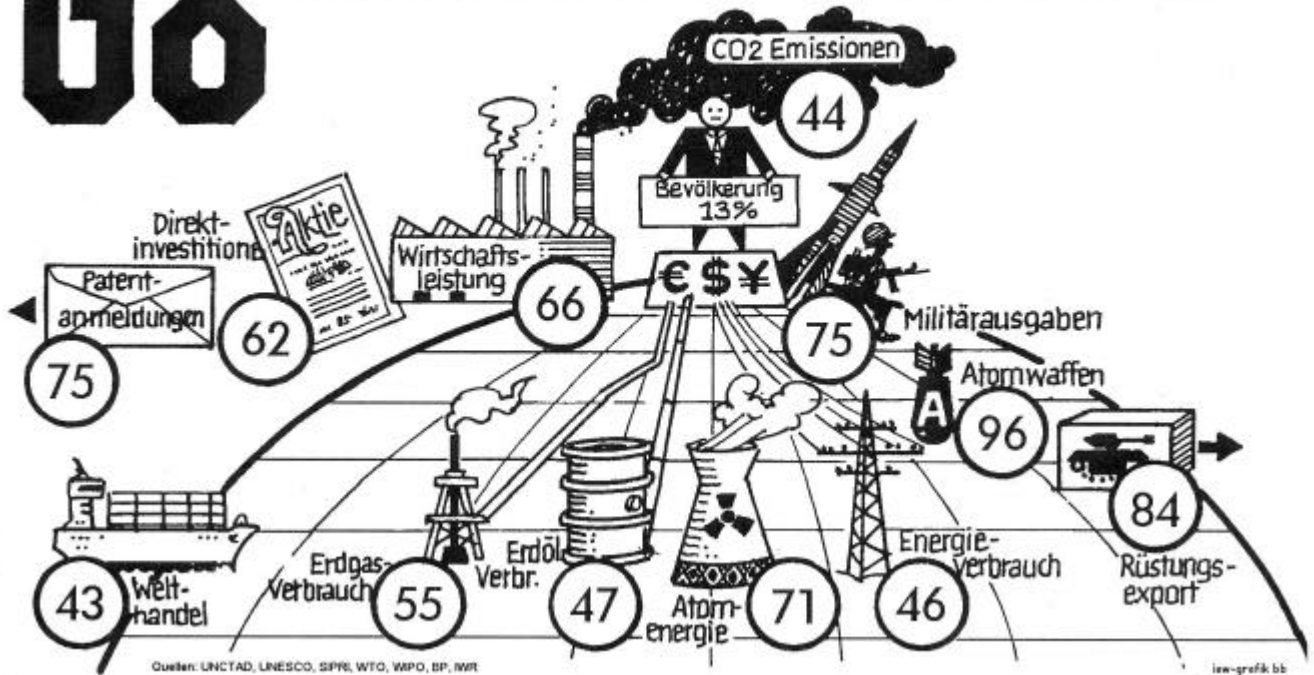 CO2 Emissionen
44
Bevölkerung
13%
€ $ ¥
Direkt-
investitione
62
Aktie
Patent-
anmeldungen
75
Wirtschafts-
leistung
66
75
Militärausgaben
Atomwaffen
A
96
84
Rüstungs-
export
43
Welt-
handel
Erdgas-
Verbrauch
55
Erdöl
Verbr.
47
Atom-
energie
71
46
Energie-
verbrauch
Quellen: UNCTAD, UNESCO, SIPRI, WTO, WIPO, BP, IWR
isw-grafik bb